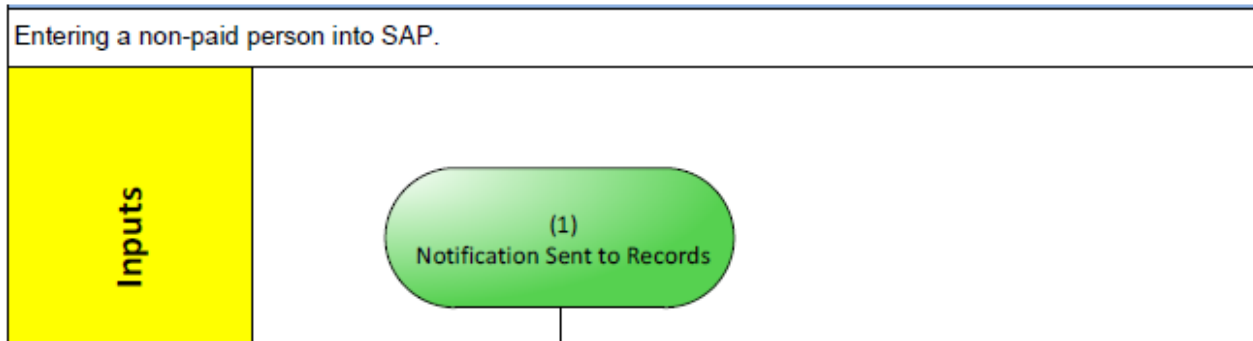 Entering a non-paid person into SAP.
Inputs
(1)
Notification Sent to Records